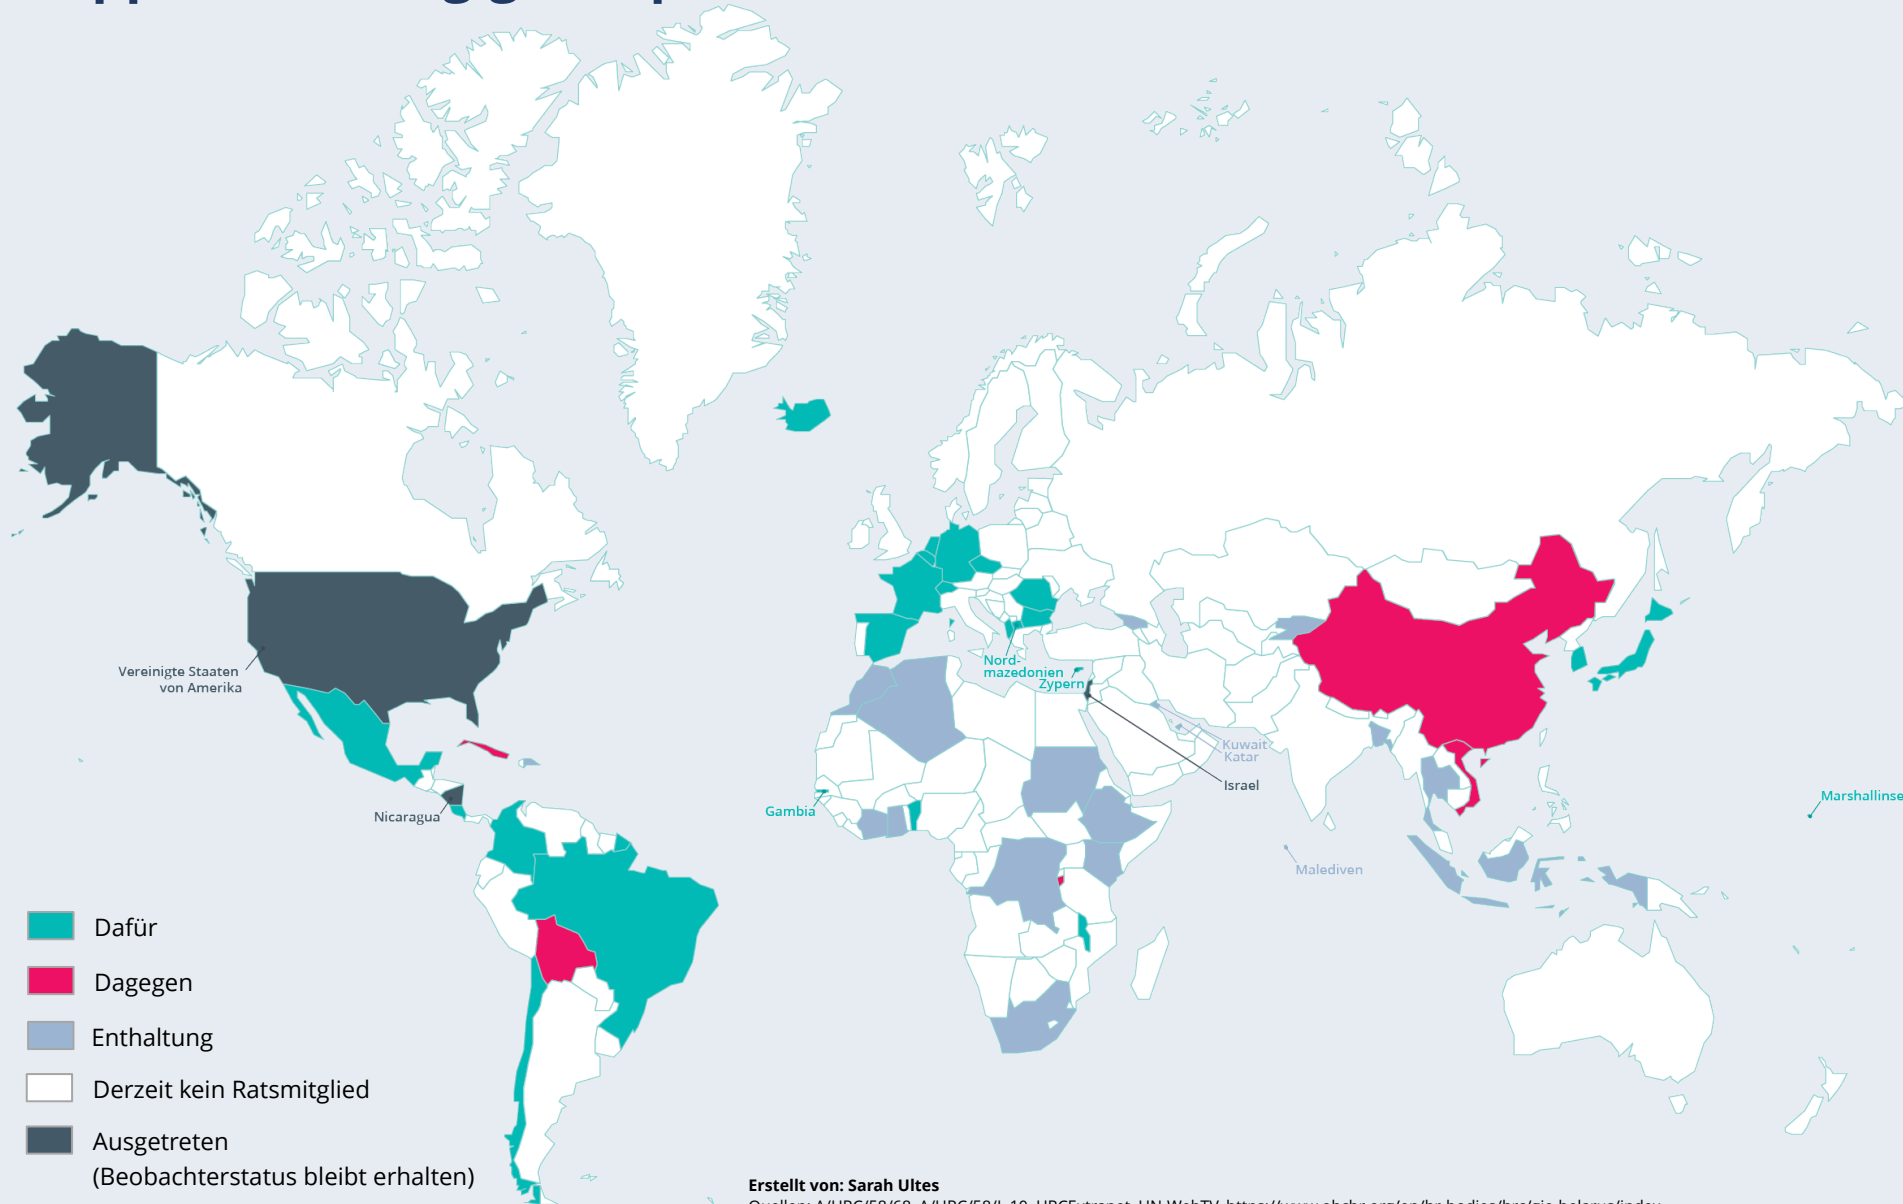 Vereinigte Staaten
von Amerika
Nicaragua
Gambia
Nord-
mazedonien
Zypern
Kuwait
Katar
Israel
Malediven
Dafür
Dagegen
Enthaltung
Derzeit kein Ratsmitglied
Ausgetreten
(Beobachterstatus bleibt erhalten)
Erstellt von: Sarah Ultes